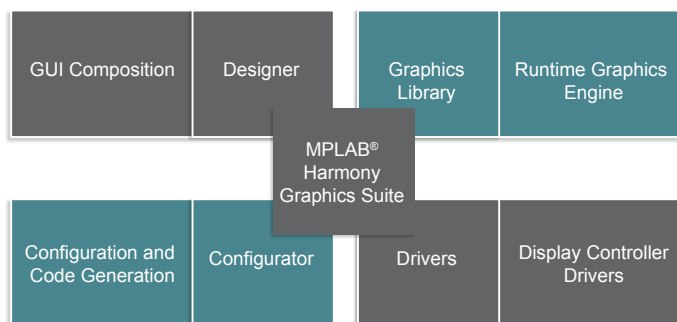 GUI Composition
Designer
Graphics
Library
Runtime Graphics
Engine
MPLAB®
Harmony
Graphics Suite
Configuration and
Code Generation
Configurator
Drivers
Display Controller
Drivers